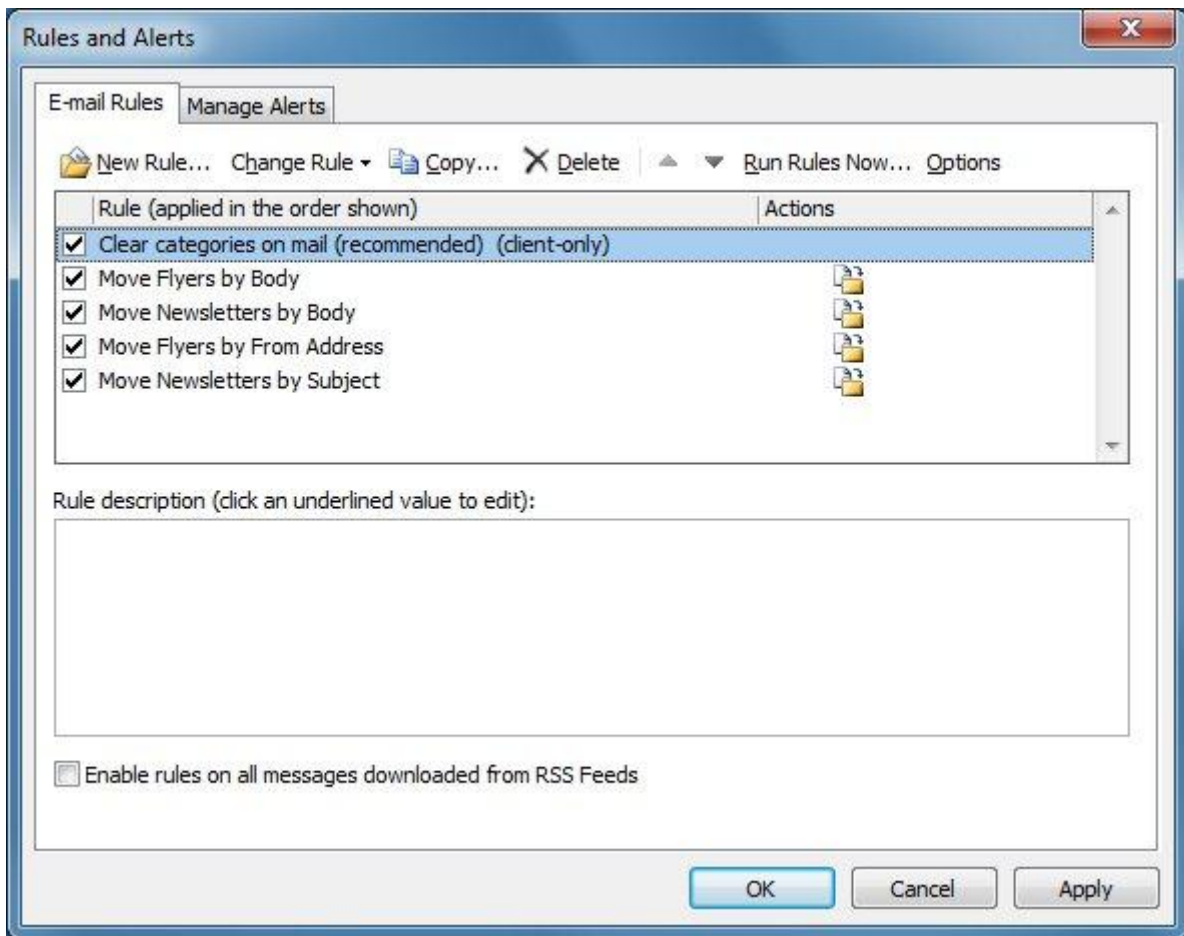 Rules and Alerts
E-mail Rules Manage Alerts
New Rule... Change Rule Copy... Delete Run Rules Now... Options
Rule (applied in the order shown) Actions
Clear categories on mail (recommended) (client-only)
Move Flyers by Body
Move Newsletters by Body
Move Flyers by From Address
Move Newsletters by Subject
Rule description (click an underlined value to edit):
Enable rules on all messages downloaded from RSS Feeds
OK Cancel Apply